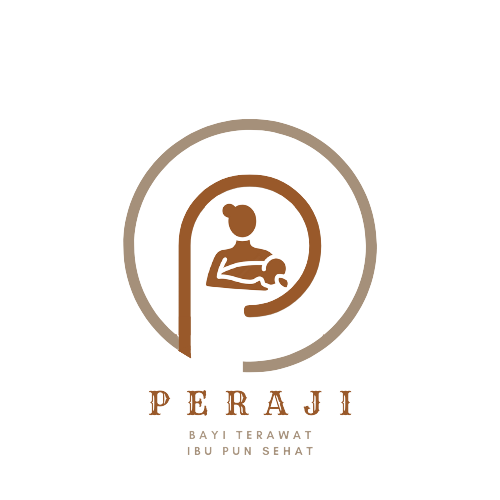 PERAJI
BAYI TERAWAT
IBU PUN SEHAT